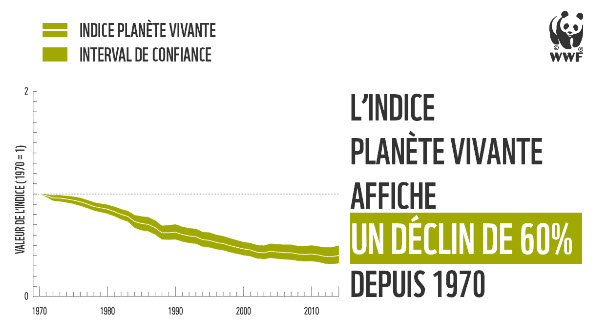 INDICE PLANÈTE VIVANTE
INTERVAL DE CONFIANCE
WWF
2
VALEUR DE L'INDICE (1970 = 1)
0
1970 1980 1990 2000 2010
L'INDICE
PLANÈTE VIVANTE
AFFICHE
UN DÉCLIN DE 60%
DEPUIS 1970